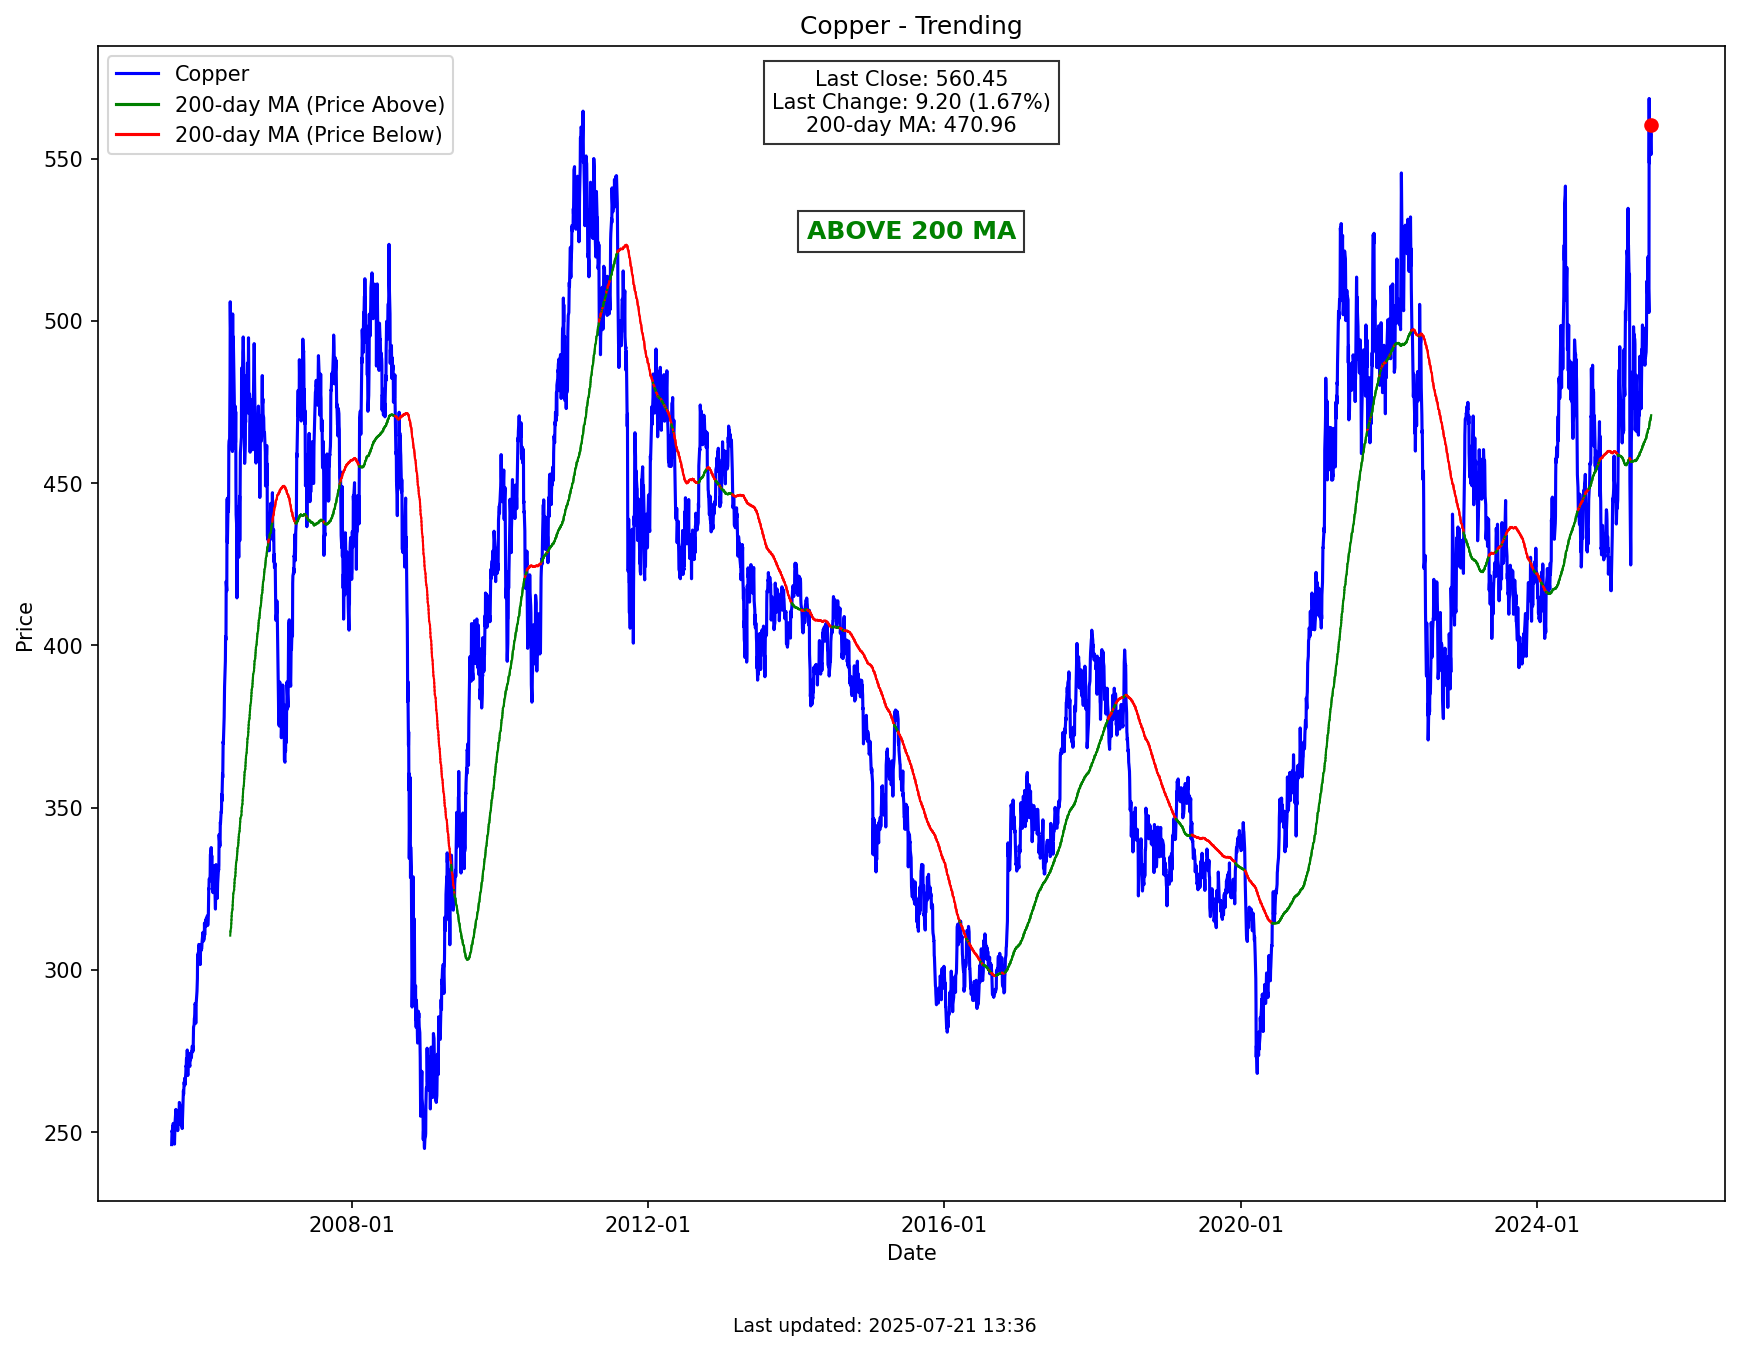 Copper - Trending
Copper
200-day MA (Price Above)
200-day MA (Price Below)
Last Close: 560.45
Last Change: 9.20 (1.67%)
200-day MA: 470.96
ABOVE 200 MA
550
500
450
400
350
300
250
Price
2008-01
2012-01
2016-01
2020-01
2024-01
Date
Last updated: 2025-07-21 13:36